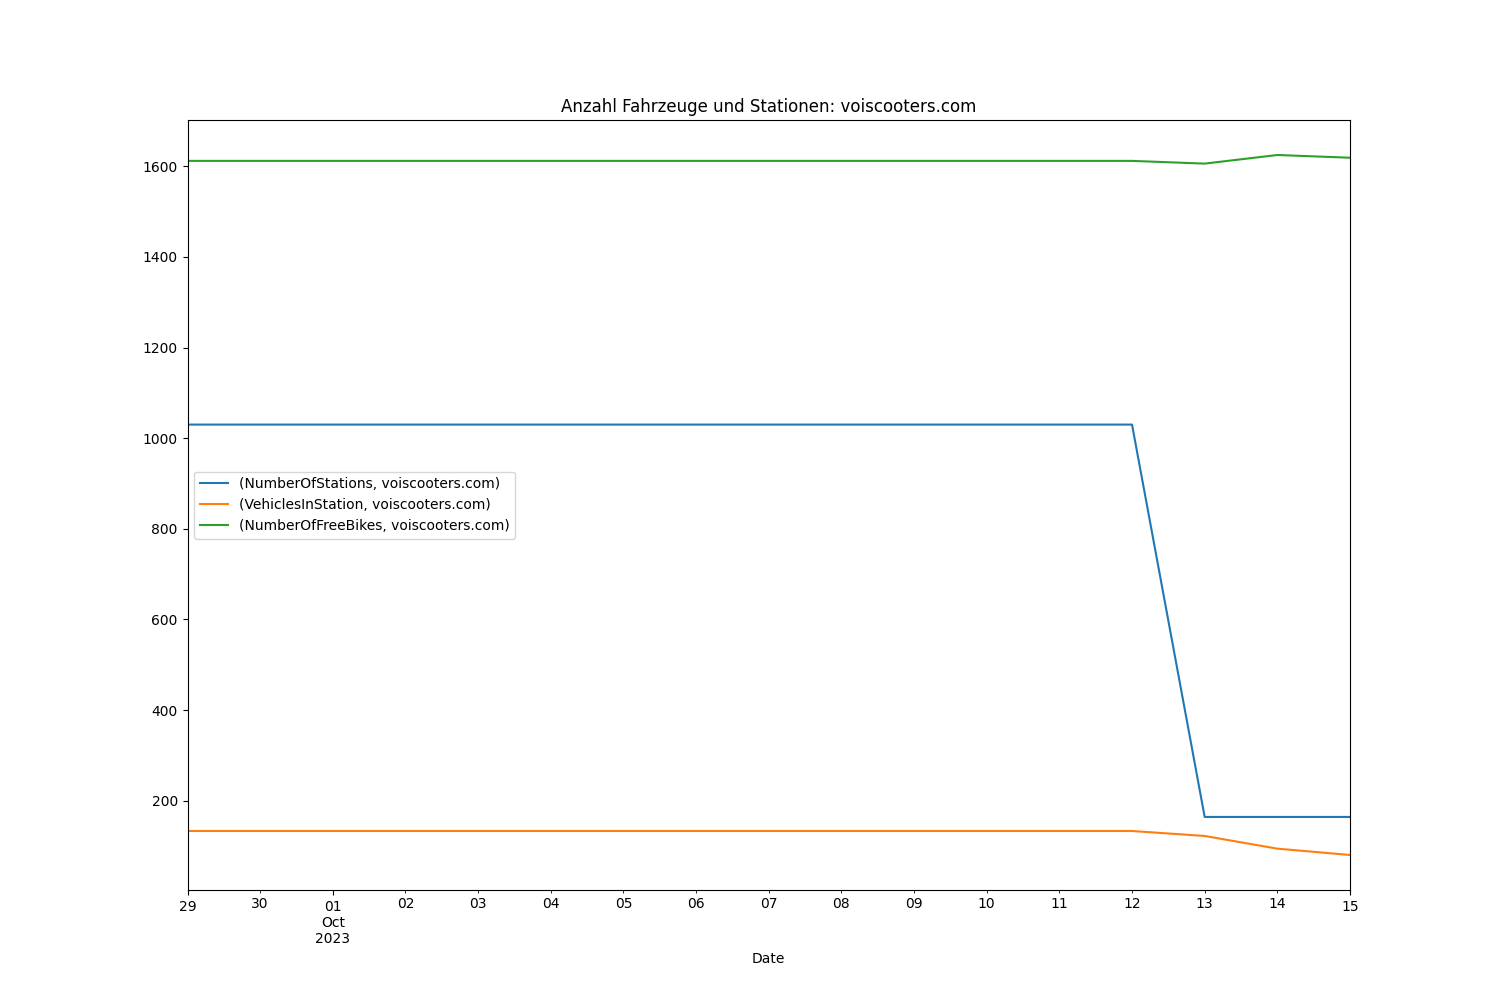 Anzahl Fahrzeuge und Stationen: voiscooters.com
1600
1400
1200
1000
800
600
400
200
(NumberOfStations, voiscooters.com)
(VehiclesInStation, voiscooters.com)
(NumberOfFreeBikes, voiscooters.com)
29 30 01 02 03 04 05 06 07 08 09 10 11 12 13 14 15
Oct
2023
Date